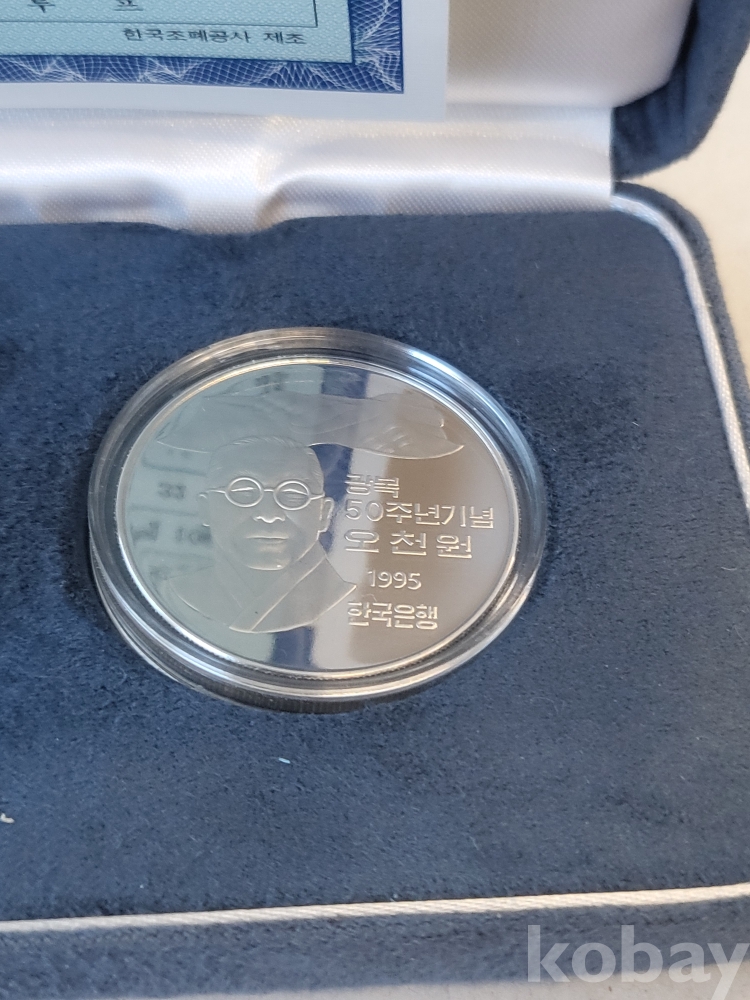 한국조폐공사 제조
광복
50주년기념
오천원
1995
한국은행
kobay